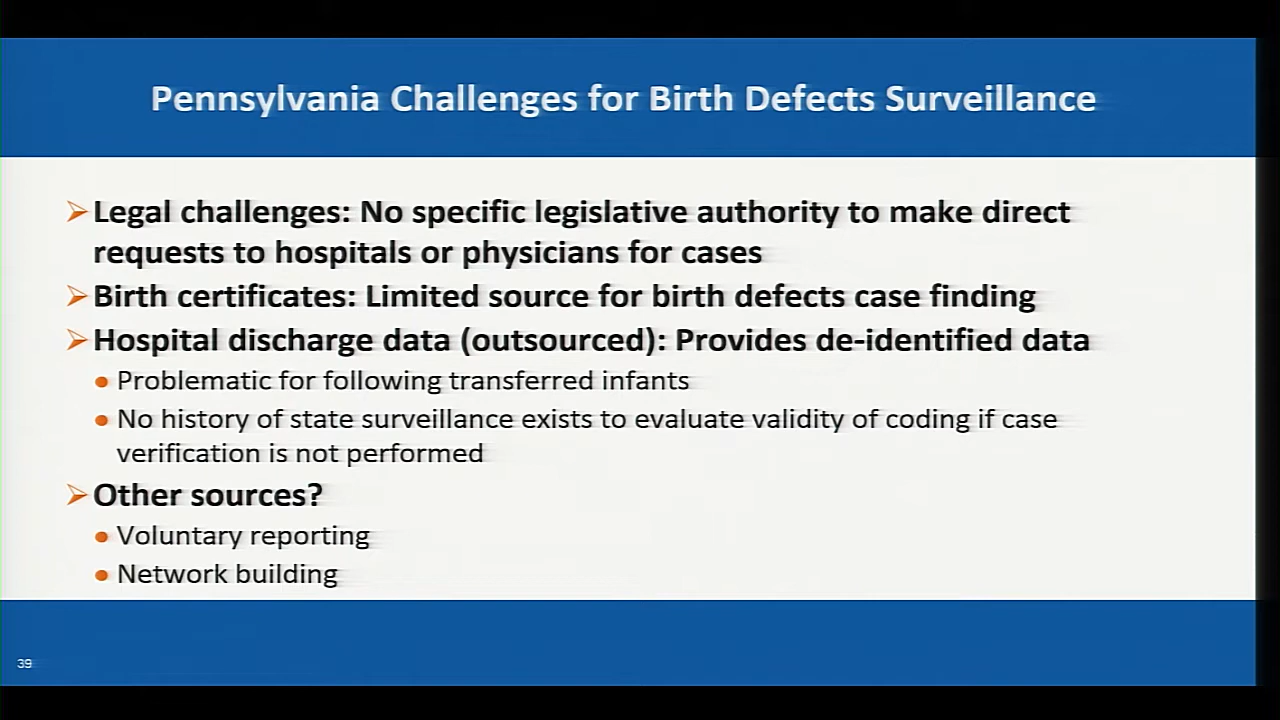 Pennsylvania Challenges for Birth Defects Surveillance
Legal challenges: No specific legislative authority to make direct
requests to hospitals or physicians for cases
Birth certificates: Limited source for birth defects case finding
Hospital discharge data (outsourced): Provides de-identified data
Problematic for following transferred infants
No history of state surveillance exists to evaluate validity of coding if case
verification is not performed
Other sources?
Voluntary reporting
Network building
39